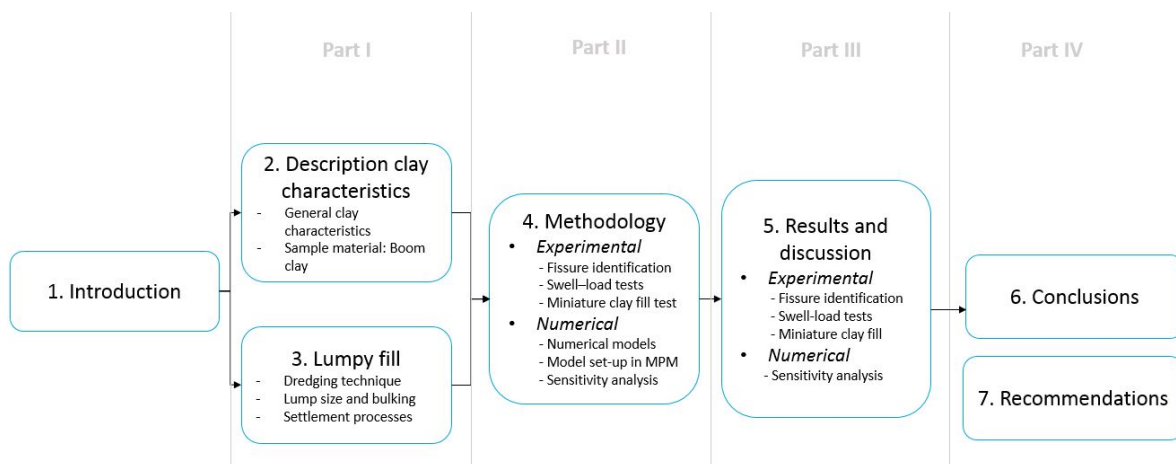 Part I
Part II
Part III
Part IV
1. Introduction
2. Description clay
characteristics
- General clay
characteristics
- Sample material: Boom
clay
3. Lumpy fill
- Dredging technique
- Lump size and bulking
- Settlement processes
4. Methodology
• Experimental
- Fissure identification
- Swell–load tests
- Miniature clay fill test
• Numerical
- Numerical models
- Model set-up in MPM
- Sensitivity analysis
5. Results and
discussion
• Experimental
- Fissure identification
- Swell-load tests
- Miniature clay fill
• Numerical
- Sensitivity analysis
6. Conclusions
7. Recommendations